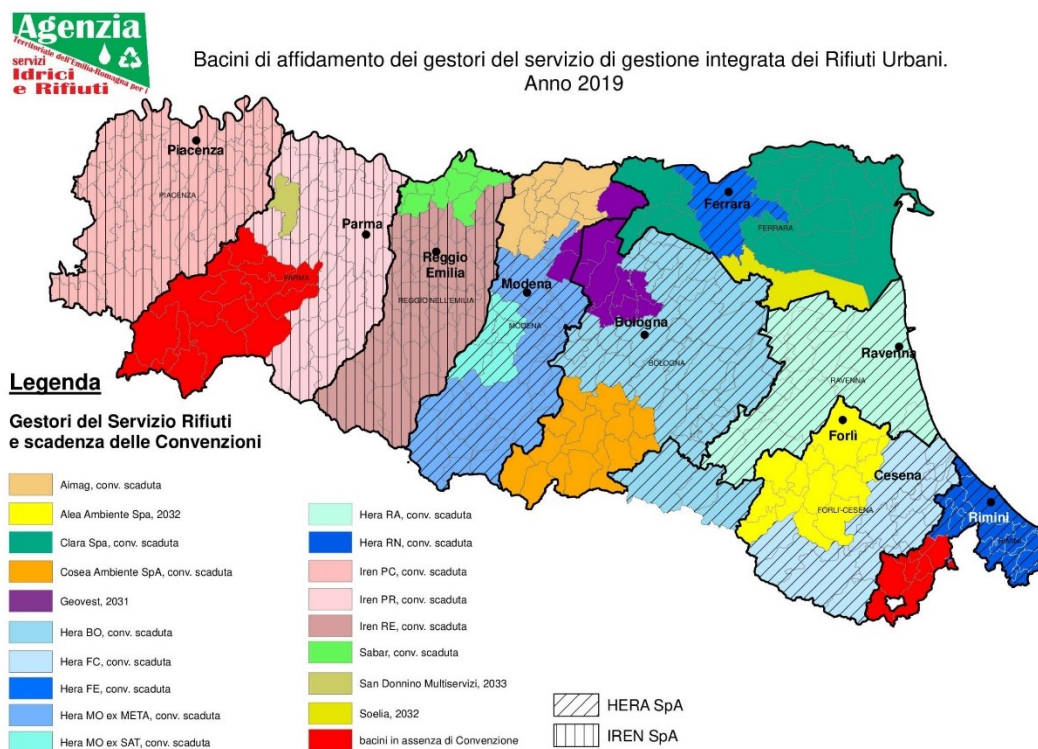 Agenzia
Territoriale dell'Emilia-Romagna per i
servizi
Idrici
e Rifiuti
Bacini di affidamento dei gestori del servizio di gestione integrata dei Rifiuti Urbani.
Anno 2019
Piacenza
PIACENZA
Parma
PARMA
Reggio
Emilia
REGGIO NELL'EMILIA
Modena
MODENA
Bologna
BOLOGNA
Ferrara
FERRARA
Ravenna
RAVENNA
Forlì
Cesena
FORLI-CESENA
Rimini
RIMINI
Legenda
Gestori del Servizio Rifiuti
e scadenza delle Convenzioni
Aimag, conv. scaduta
Alea Ambiente Spa, 2032
Clara Spa, conv. scaduta
Cosea Ambiente SpA, conv. scaduta
Geovest, 2031
Hera BO, conv. scaduta
Hera FC, conv. scaduta
Hera FE, conv. scaduta
Hera MO ex META, conv. scaduta
Hera MO ex SAT, conv. scaduta
Hera RA, conv. scaduta
Hera RN, conv. scaduta
Iren PC, conv. scaduta
Iren PR, conv. scaduta
Iren RE, conv. scaduta
Sabar, conv. scaduta
San Donnino Multiservizi, 2033
Soelia, 2032
bacini in assenza di Convenzione
HERA SpA
IREN SpA